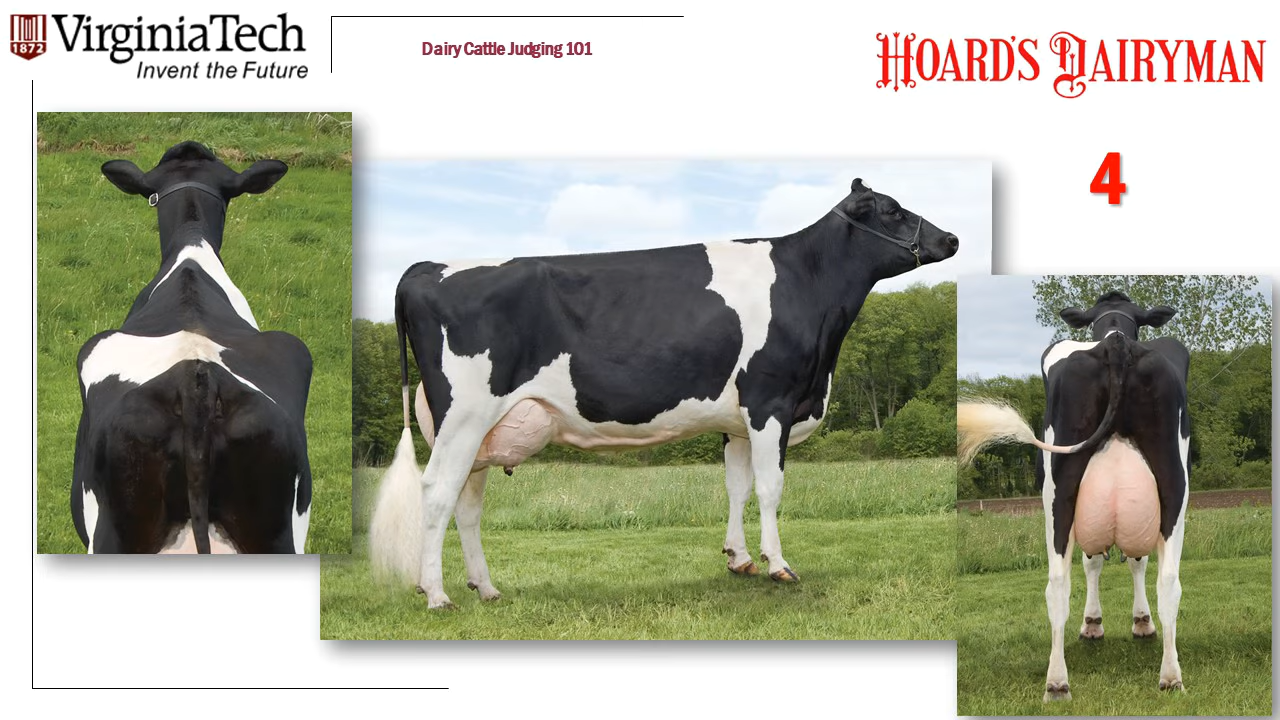 VirginiaTech
1872
Invent the Future
Dairy Cattle Judging 101
HOARD'S DAIRYMAN
4